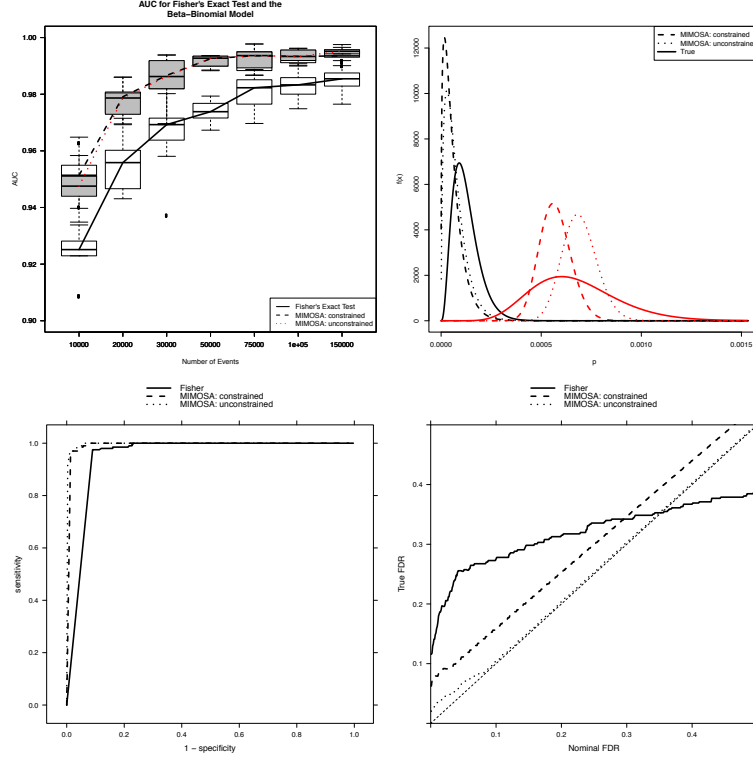 AUC for Fisher's Exact Test and the
Beta−Binomial Model
AUC
1.00
0.98
0.96
0.94
0.92
0.90
Fisher's Exact Test
MIMOSA: constrained
MIMOSA: unconstrained
10000
20000
30000
50000
75000
1e+05
150000
Number of Events
MIMOSA: constrained
MIMOSA: unconstrained
True
f(x)
12000
10000
8000
6000
4000
2000
0
0.0000
0.0005
0.0010
0.0015
p
Fisher
MIMOSA: constrained
MIMOSA: unconstrained
sensitivity
1.0
0.8
0.6
0.4
0.2
0.0
0.0
0.2
0.4
0.6
0.8
1.0
1 − specificity
Fisher
MIMOSA: constrained
MIMOSA: unconstrained
True FDR
0.4
0.3
0.2
0.1
0.1
0.2
0.3
0.4
Nominal FDR